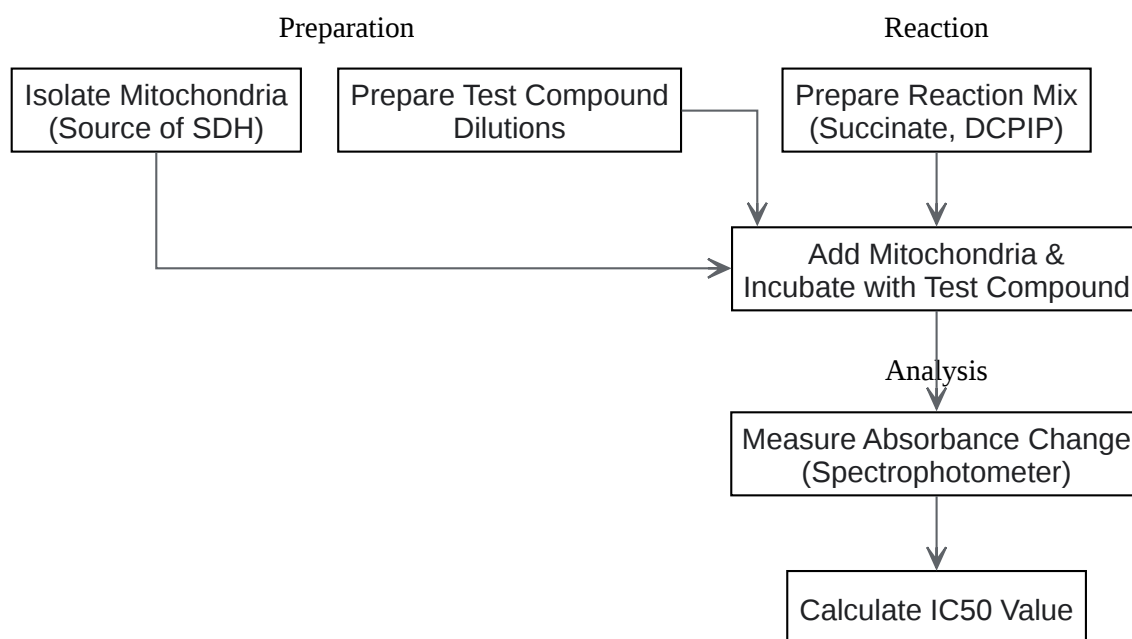 Preparation
Reaction
Isolate Mitochondria
(Source of SDH)
Prepare Test Compound
Dilutions
Prepare Reaction Mix
(Succinate, DCPIP)
Add Mitochondria &
Incubate with Test Compound
Analysis
Measure Absorbance Change
(Spectrophotometer)
Calculate IC50 Value